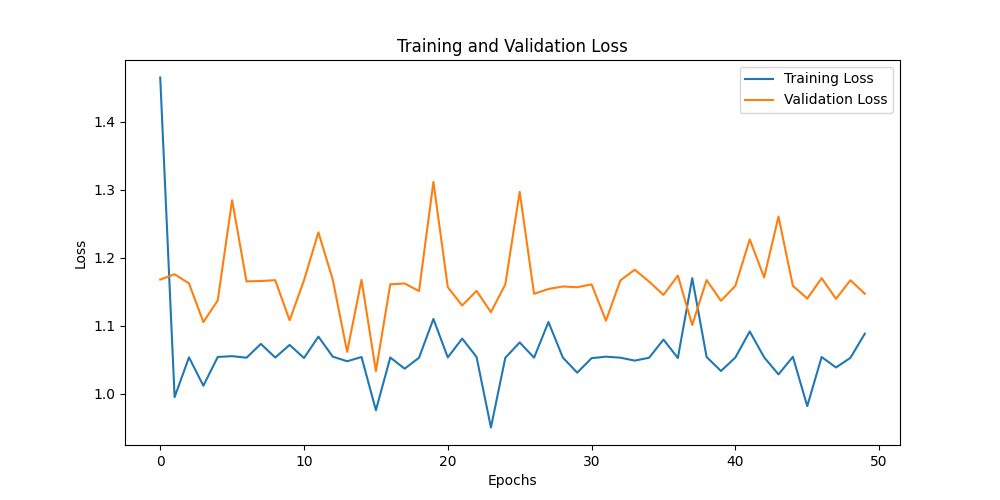 Training and Validation Loss
Training Loss
Validation Loss
1.4
1.3
1.2
1.1
1.0
Loss
0
10
20
30
40
50
Epochs